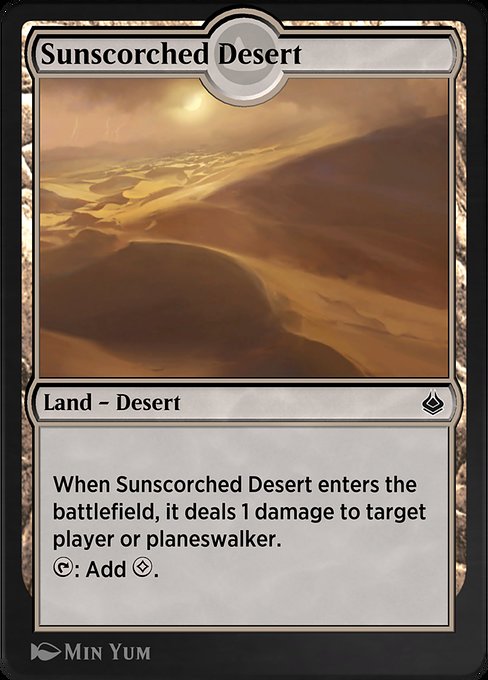 Sunscorched Desert
Land – Desert
When Sunscorched Desert enters the
battlefield, it deals 1 damage to target
player or planeswalker.
: Add .
Min Yum